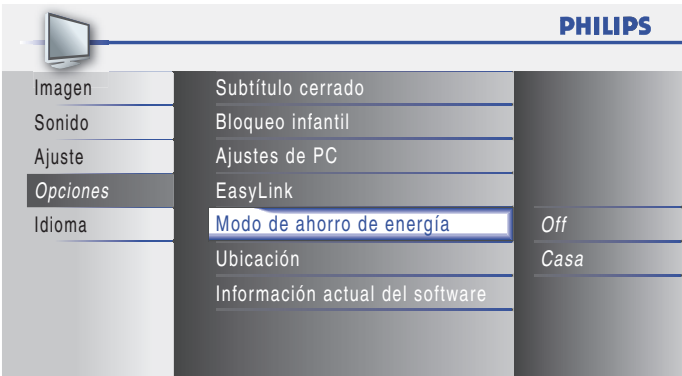 PHILIPS
Imagen
Sonido
Ajuste
Opciones
Idioma
Subtítulo cerrado
Bloqueo infantil
Ajustes de PC
EasyLink
Modo de ahorro de energía
Ubicación
Información actual del software
Off
Casa